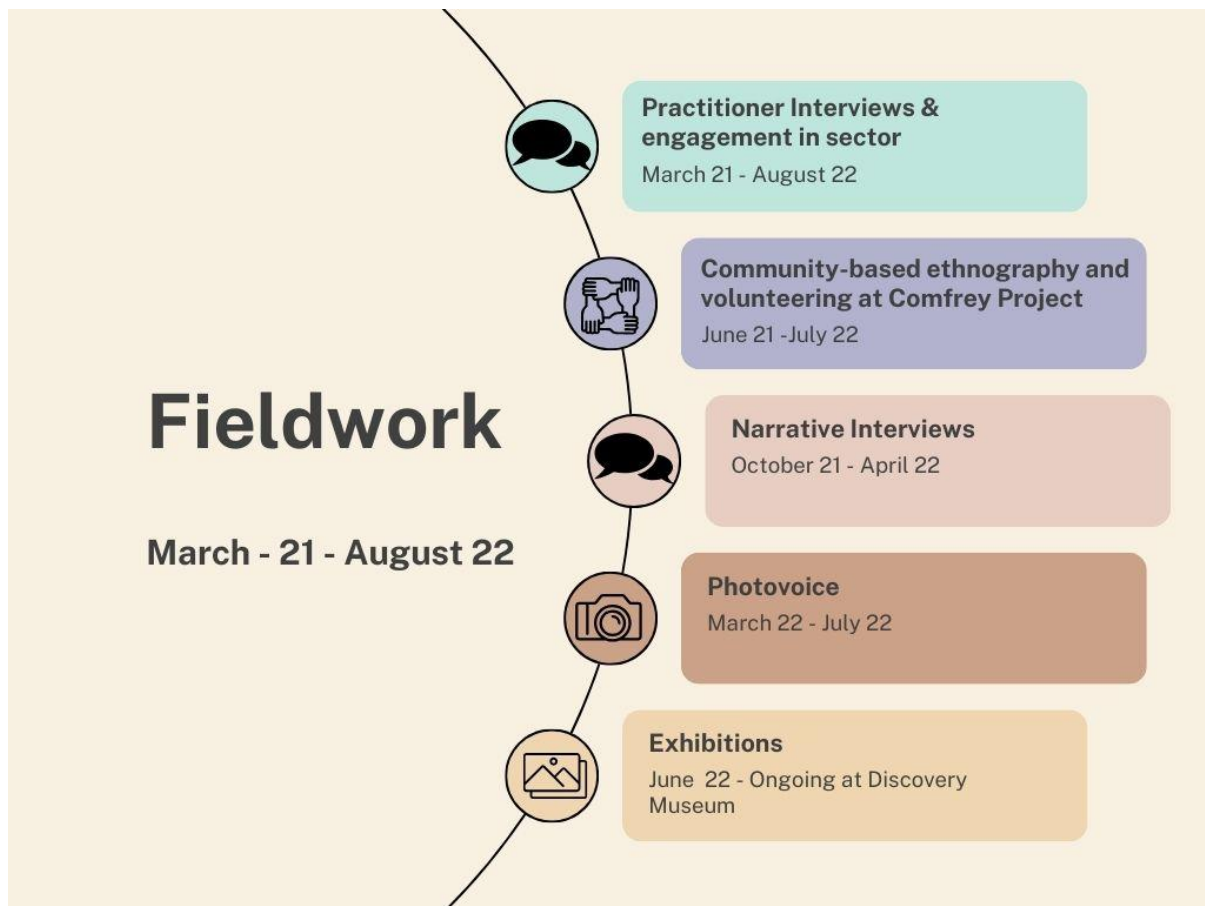 Fieldwork
March - 21 - August 22
Practitioner Interviews &
engagement in sector
March 21 - August 22
Community-based ethnography and
volunteering at Comfrey Project
June 21 -July 22
Narrative Interviews
October 21 - April 22
Photovoice
March 22 - July 22
Exhibitions
June  22 - Ongoing at Discovery
Museum